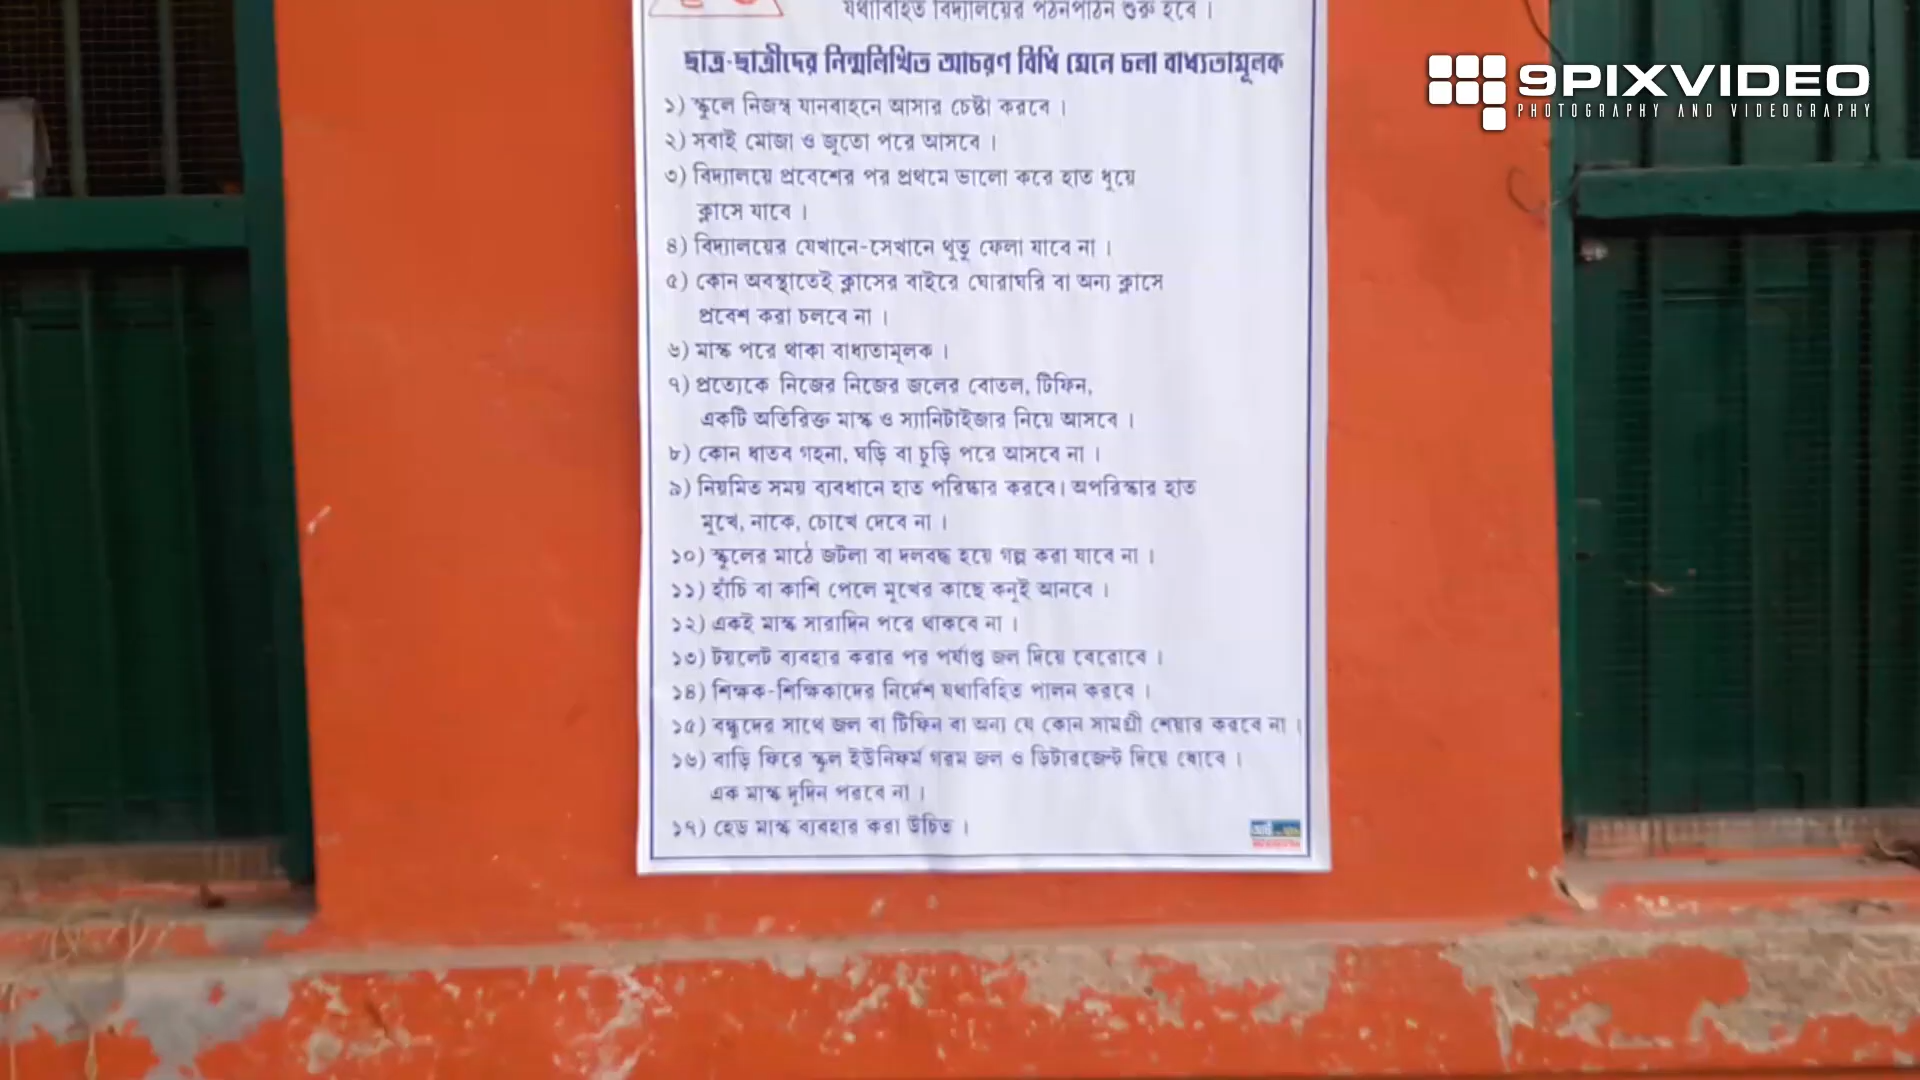 যথাবিহিত বিদ্যালয়ের পঠনপাঠন শুরু হবে ।
ছাত্র-ছাত্রীদের নিম্নলিখিত আচরণ বিধি মেনে চলা বাধ্যতামূলক
১) স্কুলে নিজস্ব যানবাহনে আসার চেষ্টা করবে ।
২) সবাই মোজা ও জুতো পরে আসবে ।
৩) বিদ্যালয়ে প্রবেশের পর প্রথমে ভালো করে হাত ধুয়ে
ক্লাসে যাবে ।
৪) বিদ্যালয়ের যেখানে-সেখানে থুতু ফেলা যাবে না ।
৫) কোন অবস্থাতেই ক্লাসের বাইরে ঘোরাঘরি বা অন্য ক্লাসে
প্রবেশ করা চলবে না ।
৬) মাস্ক পরে থাকা বাধ্যতামূলক ।
৭) প্রত্যেকে নিজের নিজের জলের বোতল, টিফিন,
একটি অতিরিক্ত মাস্ক ও স্যানিটাইজার নিয়ে আসবে ।
৮) কোন ধাতব গহনা, ঘড়ি বা চুড়ি পরে আসবে না ।
৯) নিয়মিত সময় ব্যবধানে হাত পরিষ্কার করবে। অপরিস্কার হাত
মুখে, নাকে, চোখে দেবে না ।
১০) স্কুলের মাঠে জটলা বা দলবদ্ধ হয়ে গল্প করা যাবে না ।
১১) হাঁচি বা কাশি পেলে মুখের কাছে কনুই আনবে ।
১২) একই মাস্ক সারাদিন পরে থাকবে না ।
১৩) টয়লেট ব্যবহার করার পর পর্যাপ্ত জল দিয়ে বেরোবে ।
১৪) শিক্ষক-শিক্ষিকাদের নির্দেশ যথাবিহিত পালন করবে ।
১৫) বন্ধুদের সাথে জল বা টিফিন বা অন্য যে কোন সামগ্রী শেয়ার করবে না ।
১৬) বাড়ি ফিরে স্কুল ইউনিফর্ম গরম জল ও ডিটারজেন্ট দিয়ে ধোবে ।
এক মাস্ক দুদিন পরবে না ।
১৭) হেড মাস্ক ব্যবহার করা উচিত ।
9PIXVIDEO
PHOTOGRAPHY AND VIDEOGRAPHY